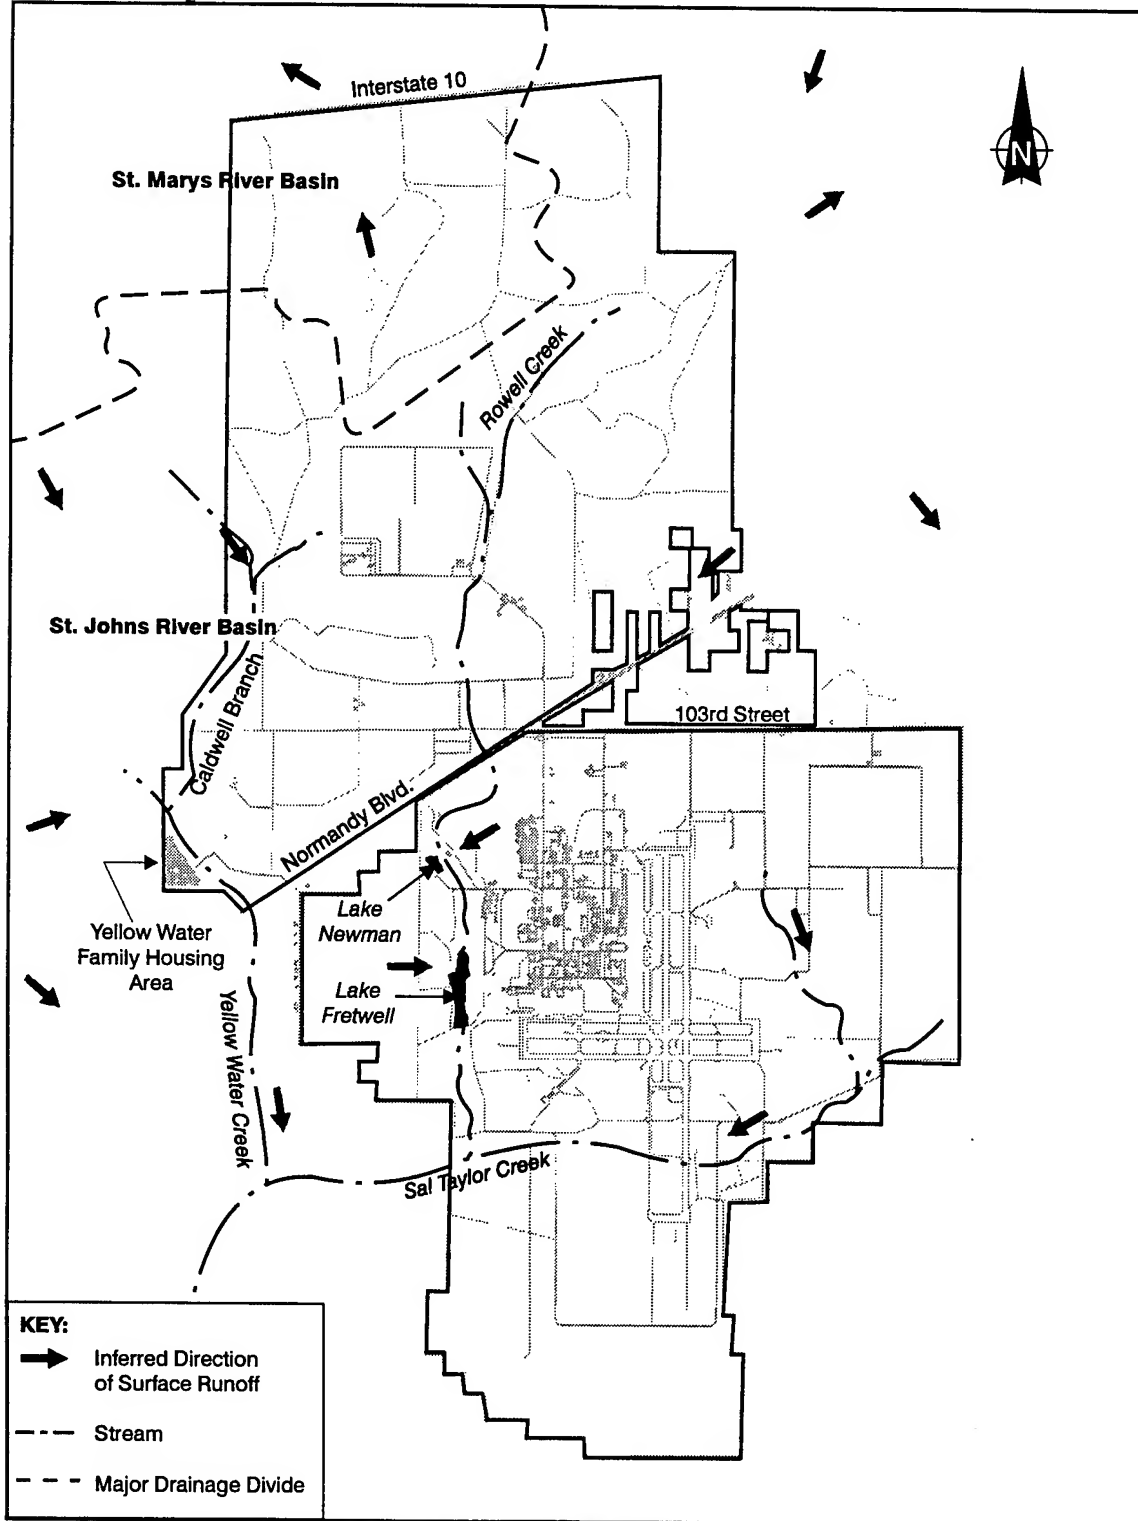 Interstate 10
N
St. Marys River Basin
Rowell Creek
St. Johns River Basin
Caldwell Branch
103rd Street
Normandy Blvd.
Lake
Newman
Yellow Water
Family Housing
Area
Lake
Fretwell
Yellow Water Creek
Sal Taylor Creek
KEY:
Inferred Direction
of Surface Runoff
Stream
Major Drainage Divide